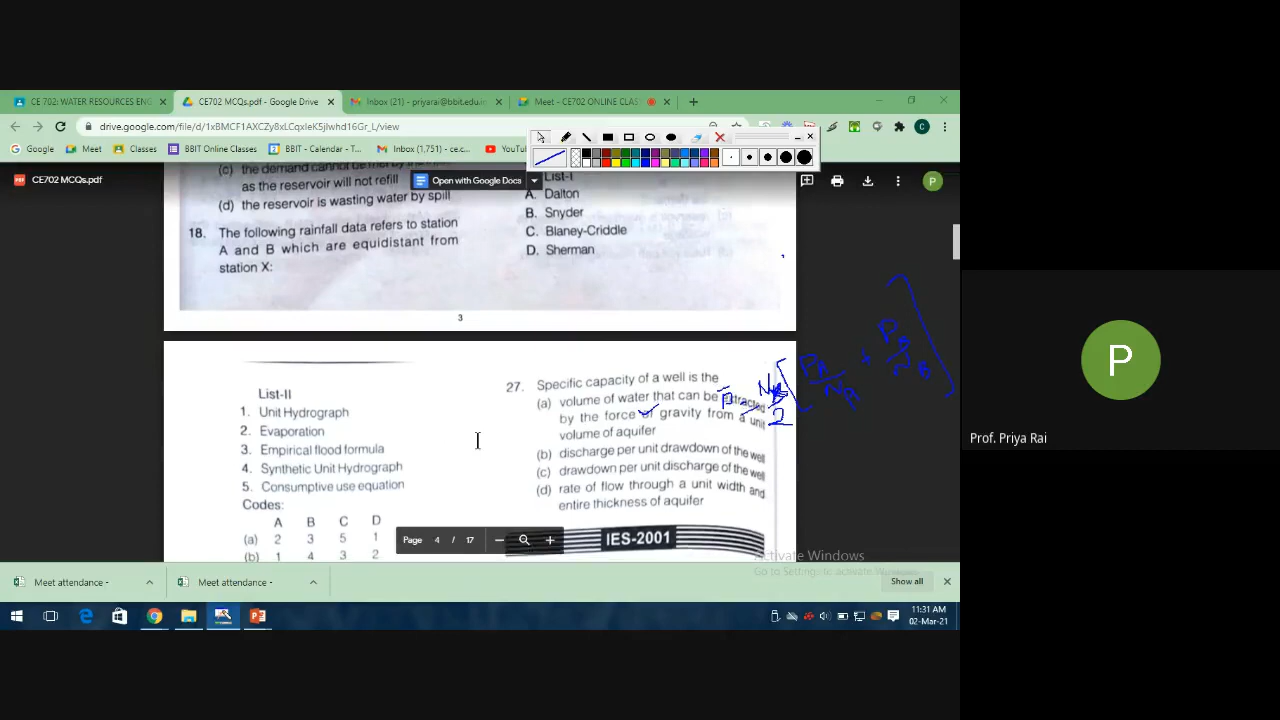 CE 702: WATER RESOURCES ENG
CE702 MCQs.pdf - Google Drive
Inbox (21) - priyarai@bbit.edu.in
Meet - CE702 ONLINE CLAS
drive.google.com/file/d/1xBMCF1AXCZy8xLCqxIeK5jIwhd16Gr_L/view
Google
Meet
Classes
BBIT Online Classes
BBIT - Calendar - T...
Inbox (1,751) - ce.c...
YouTu
CE702 MCQs.pdf
Open with Google Docs
P
(c) the demand cannot be met by
as the reservoir will not refill
(d) the reservoir is wasting water by spill
18. The following rainfall data refers to station
A and B which are equidistant from
station X:
List-I
A. Dalton
B. Snyder
C. Blaney-Criddle
D. Sherman
3
List-II
1. Unit Hydrograph
2. Evaporation
3. Empirical flood formula
4. Synthetic Unit Hydrograph
5. Consumptive use equation
Codes:
A B C D
(a) 2 3 5 1
(b) 1 4 3 2
27. Specific capacity of a well is the
(a) volume of water that can be extracted
by the force of gravity from a unit
volume of aquifer
(b) discharge per unit drawdown of the well
(c) drawdown per unit discharge of the well
(d) rate of flow through a unit width and
entire thickness of aquifer
IES-2001
Page 4 / 17
Activate Windows
Go to Settings to activate Windows.
P
Prof. Priya Rai
Meet attendance -
Meet attendance -
Show all
11:31 AM
02-Mar-21